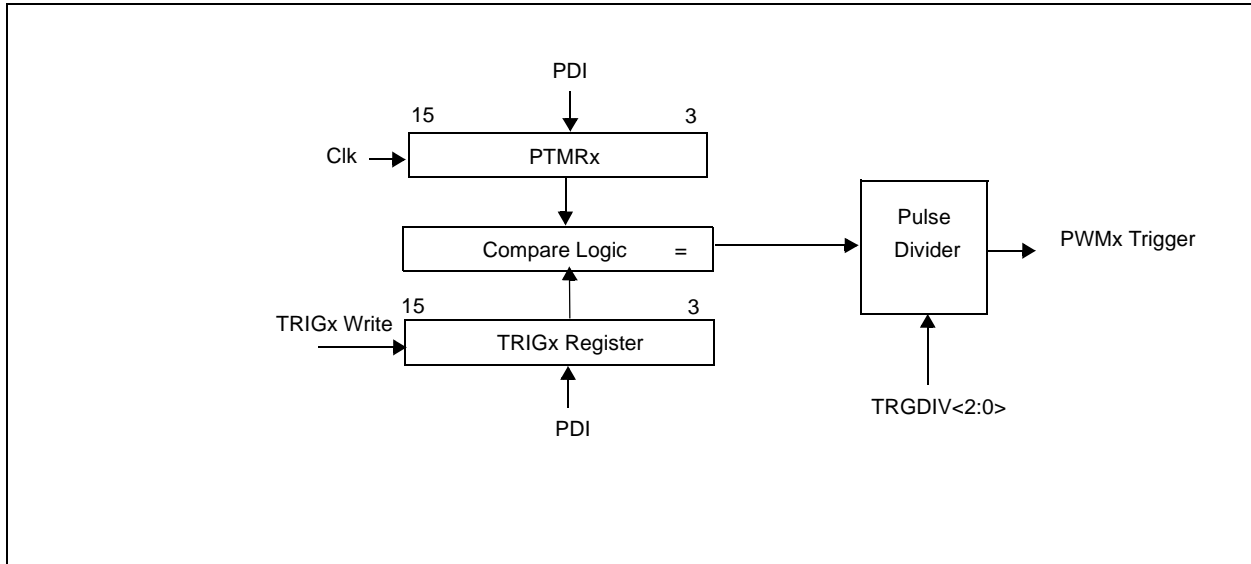 PDI
15 3
Clk PTMRx
Compare Logic =
Pulse
Divider
PWMx Trigger
15 3
TRIGx Write
TRIGx Register
TRGDIV<2:0>
PDI